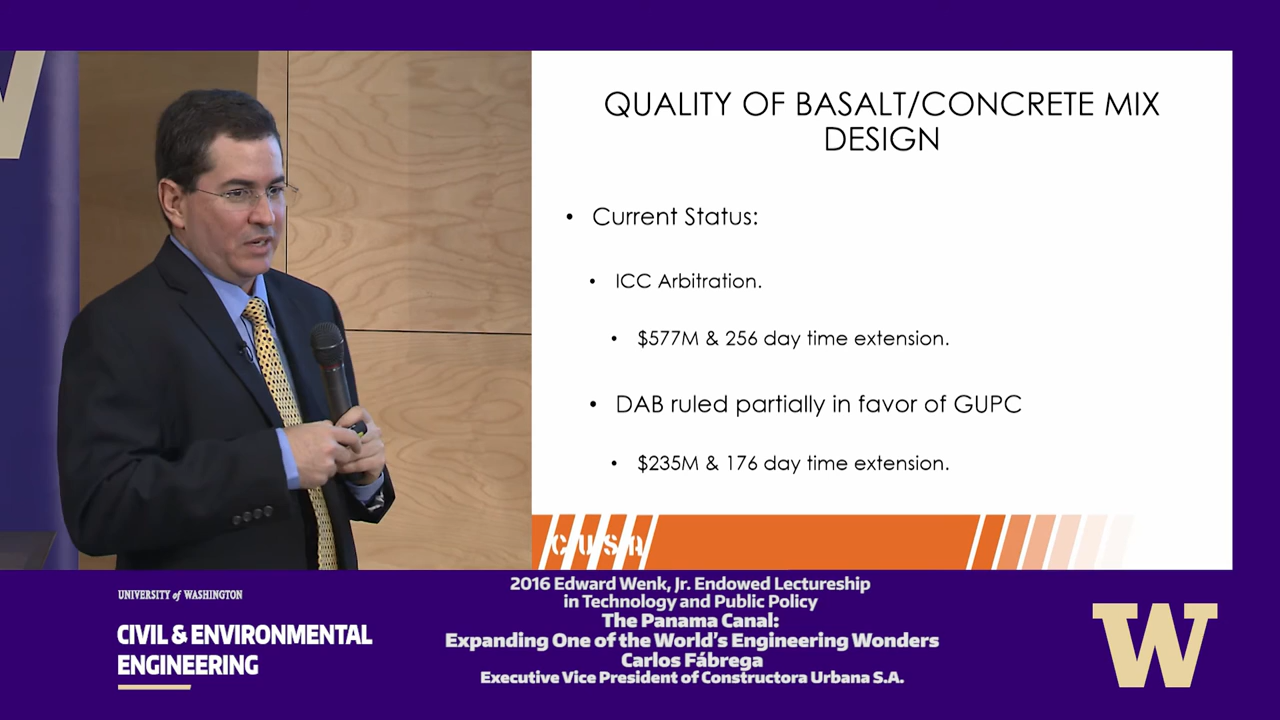 QUALITY OF BASALT/CONCRETE MIX
DESIGN
• Current Status:
• ICC Arbitration.
• $577M & 256 day time extension.
• DAB ruled partially in favor of GUPC
• $235M & 176 day time extension.
CUSA
UNIVERSITY of WASHINGTON
CIVIL & ENVIRONMENTAL
ENGINEERING
2016 Edward Wenk, Jr. Endowed Lectureship
in Technology and Public Policy
The Panama Canal:
Expanding One of the World's Engineering Wonders
Carlos Fábrega
Executive Vice President of Constructora Urbana S.A.
W